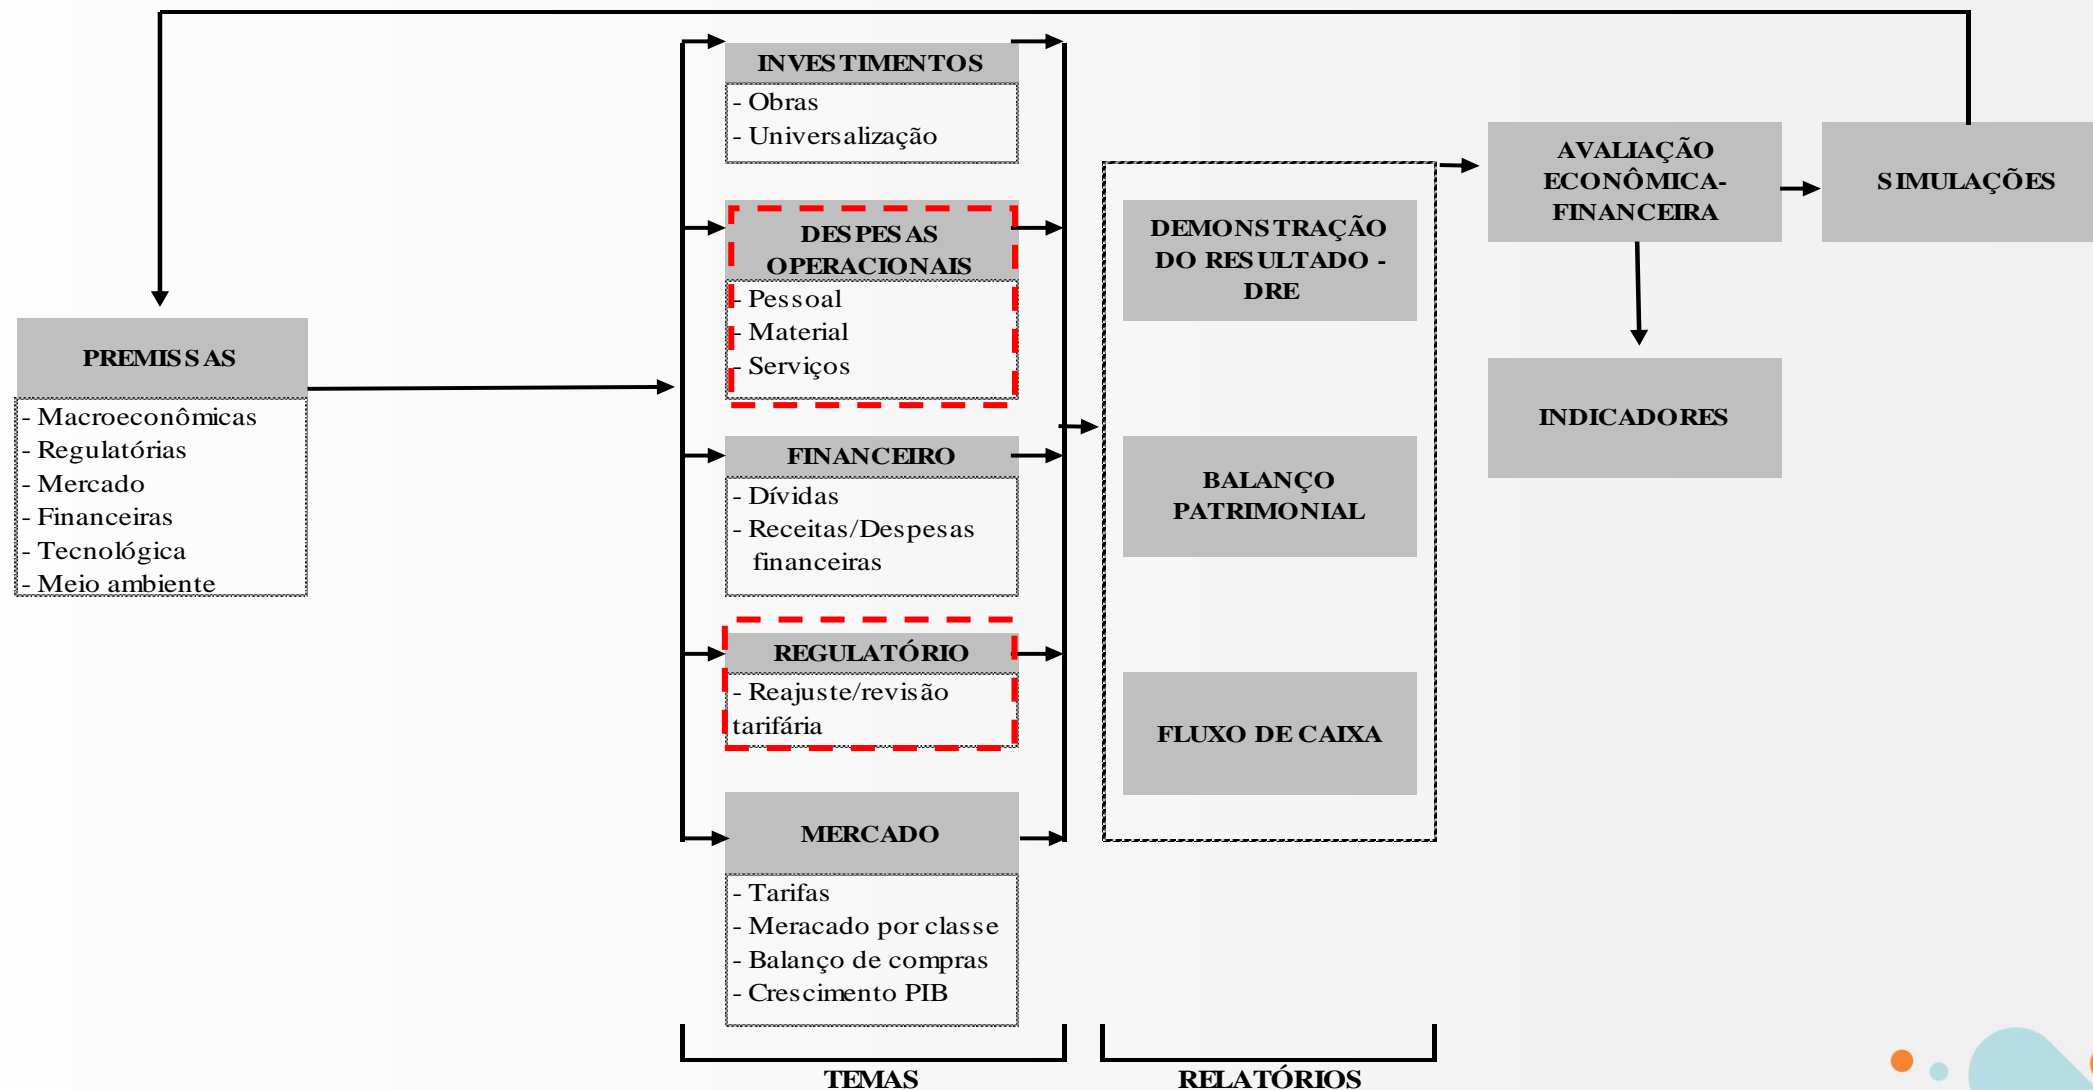 PREMISSAS
- Macroeconômicas
- Regulatórias
- Mercado
- Financeiras
- Tecnológica
- Meio ambiente
INVESTIMENTOS
- Obras
- Universalização
DESPESAS
OPERACIONAIS
- Pessoal
- Material
- Serviços
FINANCEIRO
- Dívidas
- Receitas/Despesas
financeiras
REGULATÓRIO
- Reajuste/revisão
tarifária
MERCADO
- Tarifas
- Meracado por classe
- Balanço de compras
- Crescimento PIB
TEMAS
DEMONSTRAÇÃO
DO RESULTADO -
DRE
BALANÇO
PATRIMONIAL
FLUXO DE CAIXA
RELATÓRIOS
AVALIAÇÃO
ECONÔMICA-
FINANCEIRA
INDICADORES
SIMULAÇÕES